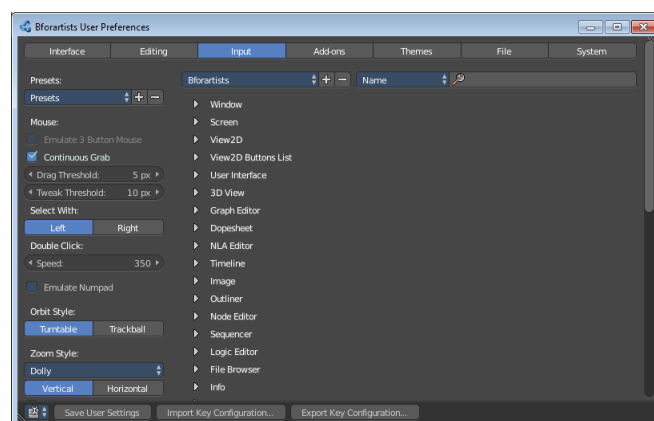 Bforartists User Preferences
Interface Editing Input Add-ons Themes File System
Presets:
Presets
Mouse:
Emulate 3 Button Mouse
Continuous Grab
Drag Threshold: 5 px
Tweak Threshold: 10 px
Select With:
Left Right
Double Click:
Speed: 350
Emulate Numpad
Orbit Style:
Turntable Trackball
Zoom Style:
Dolly
Vertical Horizontal
Bforartists Name
Window
Screen
View2D
View2D Buttons List
User Interface
3D View
Graph Editor
Dopesheet
NLA Editor
Timeline
Image
Outliner
Node Editor
Sequencer
Logic Editor
File Browser
Info
Save User Settings Import Key Configuration... Export Key Configuration...